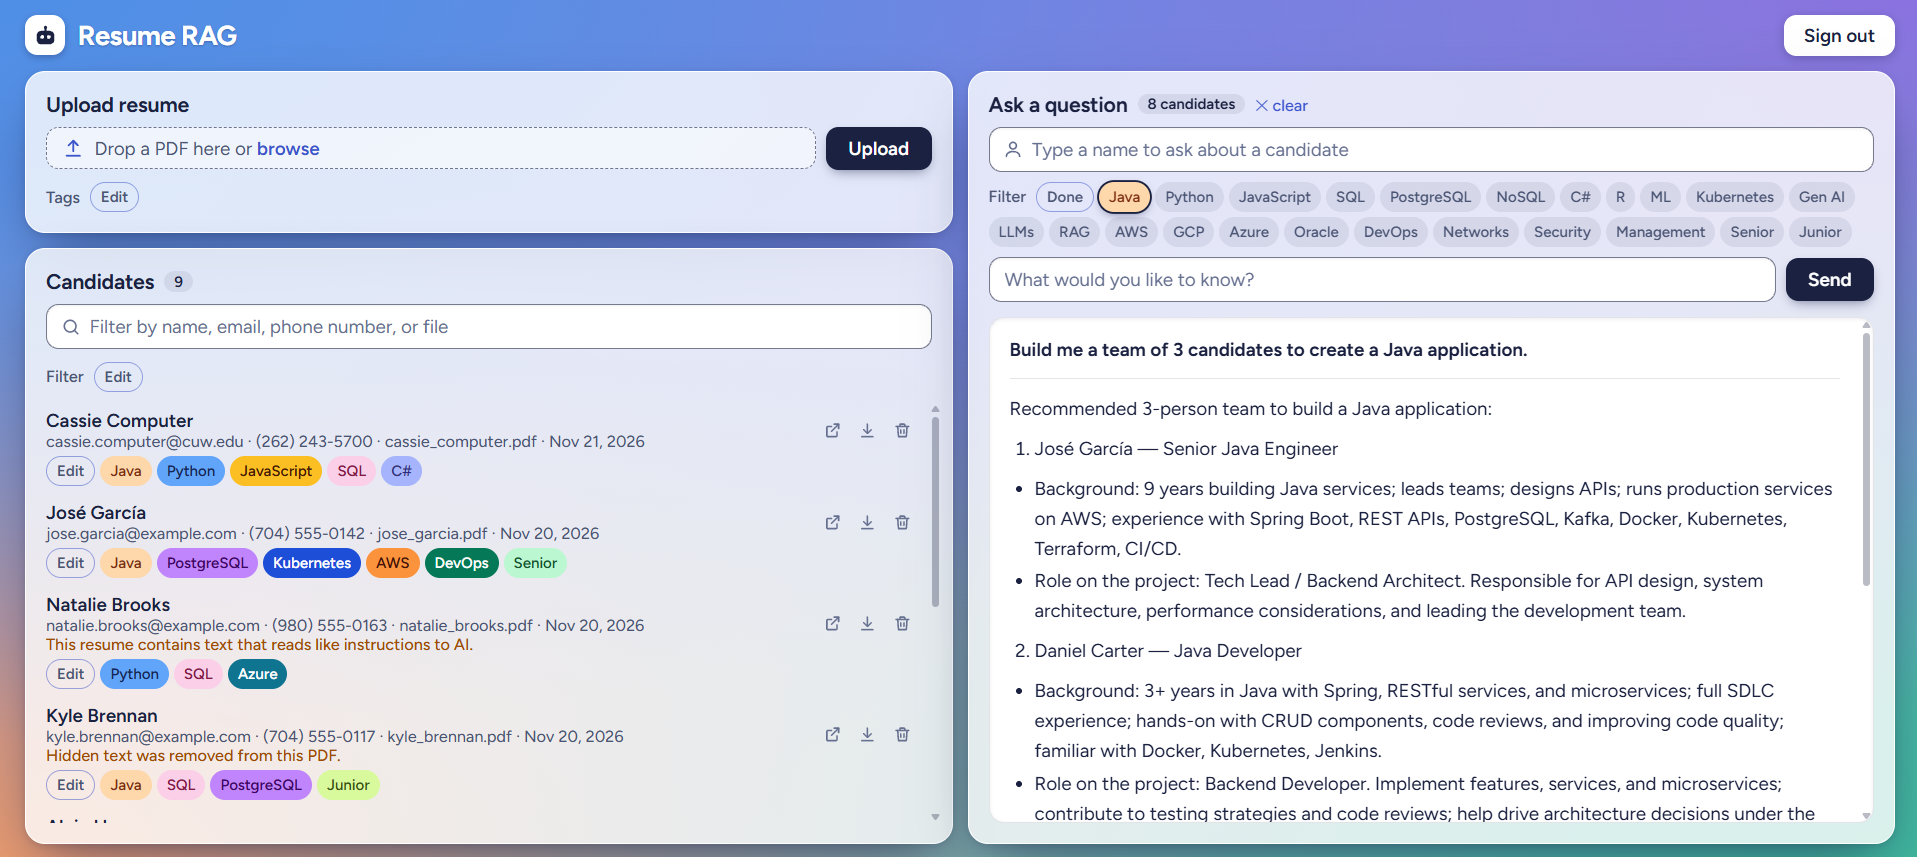 Resume RAG
Sign out
Upload resume
Drop a PDF here or browse
Upload
Tags Edit
Candidates 9
Filter by name, email, phone number, or file
Filter Edit
Cassie Computer
cassie.computer@cuw.edu · (262) 243-5700 · cassie_computer.pdf · Nov 21, 2026
Edit Java Python JavaScript SQL C#
José García
jose.garcia@example.com · (704) 555-0142 · jose_garcia.pdf · Nov 20, 2026
Edit Java PostgreSQL Kubernetes AWS DevOps Senior
Natalie Brooks
natalie.brooks@example.com · (980) 555-0163 · natalie_brooks.pdf · Nov 20, 2026
This resume contains text that reads like instructions to AI.
Edit Python SQL Azure
Kyle Brennan
kyle.brennan@example.com · (704) 555-0117 · kyle_brennan.pdf · Nov 20, 2026
Hidden text was removed from this PDF.
Edit Java SQL PostgreSQL Junior
Ask a question 8 candidates clear
Type a name to ask about a candidate
Filter Done Java Python JavaScript SQL PostgreSQL NoSQL C# R ML Kubernetes Gen AI
LLMs RAG AWS GCP Azure Oracle DevOps Networks Security Management Senior Junior
What would you like to know?
Send
Build me a team of 3 candidates to create a Java application.
Recommended 3-person team to build a Java application:
1. José García — Senior Java Engineer
• Background: 9 years building Java services; leads teams; designs APIs; runs production services
on AWS; experience with Spring Boot, REST APIs, PostgreSQL, Kafka, Docker, Kubernetes,
Terraform, CI/CD.
• Role on the project: Tech Lead / Backend Architect. Responsible for API design, system
architecture, performance considerations, and leading the development team.
2. Daniel Carter — Java Developer
• Background: 3+ years in Java with Spring, RESTful services, and microservices; full SDLC
experience; hands-on with CRUD components, code reviews, and improving code quality;
familiar with Docker, Kubernetes, Jenkins.
• Role on the project: Backend Developer. Implement features, services, and microservices;
contribute to testing strategies and code reviews; help drive architecture decisions under the